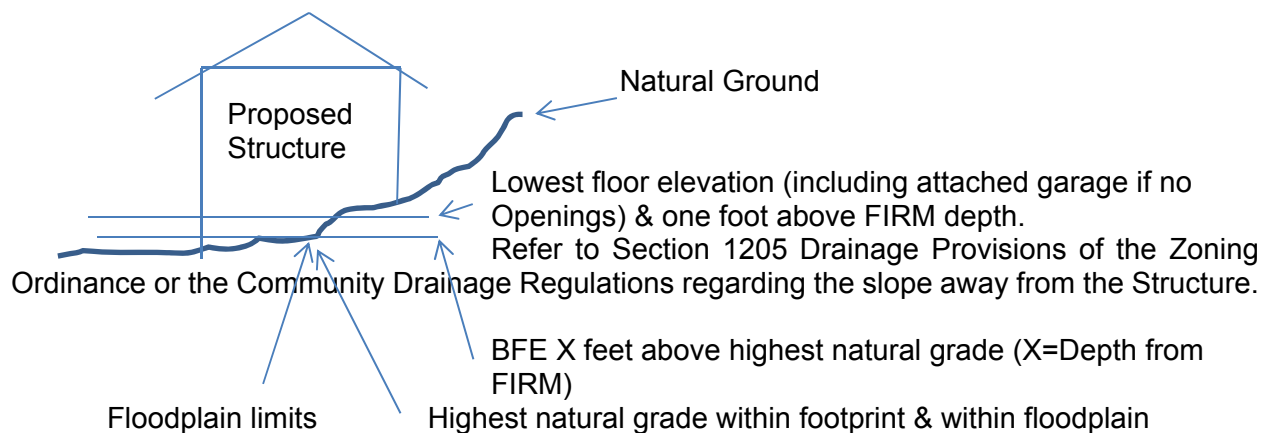 Natural Ground
Proposed
Structure
Lowest floor elevation (including attached garage if no
Openings) & one foot above FIRM depth.
Refer to Section 1205 Drainage Provisions of the Zoning
Ordinance or the Community Drainage Regulations regarding the slope away from the Structure.
BFE X feet above highest natural grade (X=Depth from
FIRM)
Floodplain limits
Highest natural grade within footprint & within floodplain